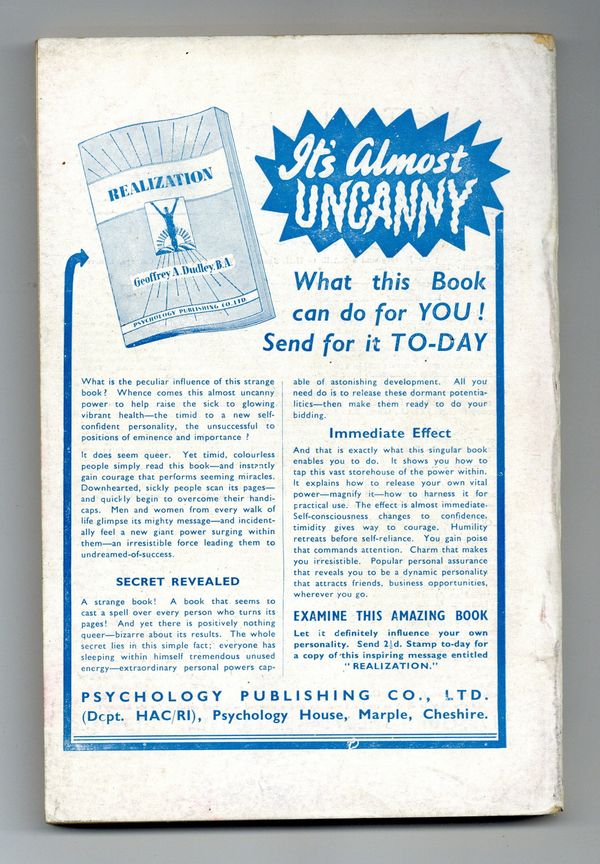 REALIZATION
Geoffrey A. Dudley, B.A.
PSYCHOLOGY PUBLISHING CO. LTD.
It's Almost
UNCANNY
What this Book
can do for YOU!
Send for it TO-DAY
What is the peculiar influence of this strange
book? Whence comes this almost uncanny
power to help raise the sick to glowing
vibrant health—the timid to a new self-
confident personality, the unsuccessful to
positions of eminence and importance?
It does seem queer. Yet timid, colourless
people simply read this book—and instantly
gain courage that performs seeming miracles.
Downhearted, sickly people scan its pages—
and quickly begin to overcome their handi-
caps. Men and women from every walk of
life glimpse its mighty message—and incident-
ally feel a new giant power surging within
them—an irresistible force leading them to
undreamed-of-success.
SECRET REVEALED
A strange book! A book that seems to
cast a spell over every person who turns its
pages! And yet there is positively nothing
queer—bizarre about its results. The whole
secret lies in this simple fact; everyone has
sleeping within himself tremendous unused
energy—extraordinary personal powers cap-
able of astonishing development. All you
need do is to release these dormant potentia-
lities—then make them ready to do your
bidding.
Immediate Effect
And that is exactly what this singular book
enables you to do. It shows you how to
tap this vast storehouse of the power within.
It explains how to release your own vital
power—magnify it—how to harness it for
practical use. The effect is almost immediate.
Self-consciousness changes to confidence,
timidity gives way to courage. Humility
retreats before self-reliance. You gain poise
that commands attention. Charm that makes
you irresistible. Popular personal assurance
that reveals you to be a dynamic personality
that attracts friends, business opportunities,
wherever you go.
EXAMINE THIS AMAZING BOOK
Let it definitely influence your own
personality. Send 2½d. Stamp to-day for
a copy of this inspiring message entitled
"REALIZATION."
PSYCHOLOGY PUBLISHING CO., LTD.
(Dept. HAC/RI), Psychology House, Marple, Cheshire.